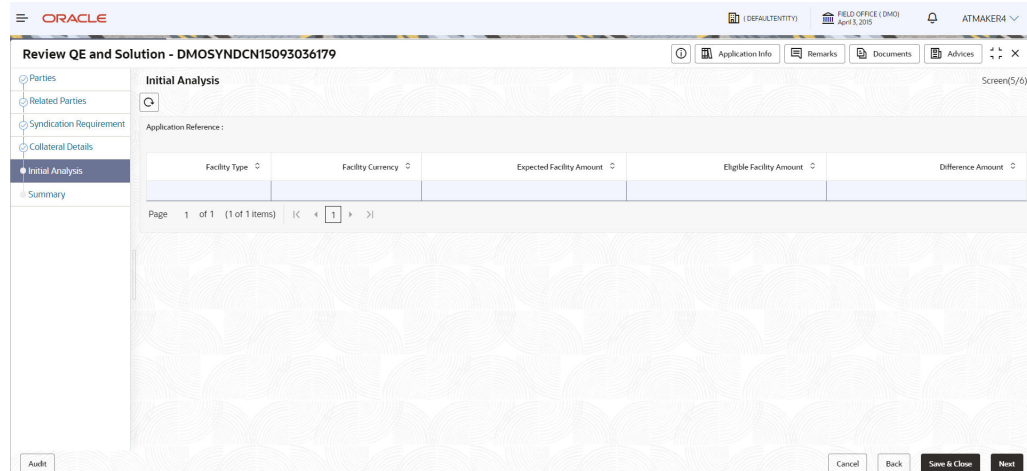 ORACLE
( DEFAULTENTITY)
FIELD OFFICE ( DMO)
April 3, 2015
ATMAKER4
Review QE and Solution - DMOSYNDCN15093036179
Application Info
Remarks
Documents
Advices
Parties
Related Parties
Syndication Requirement
Collateral Details
Initial Analysis
Summary
Initial Analysis
Screen(5/6)
Application Reference :
Facility Type
Facility Currency
Expected Facility Amount
Eligible Facility Amount
Difference Amount
Page 1 of 1 (1 of 1 items) 1
Audit
Cancel
Back
Save & Close
Next